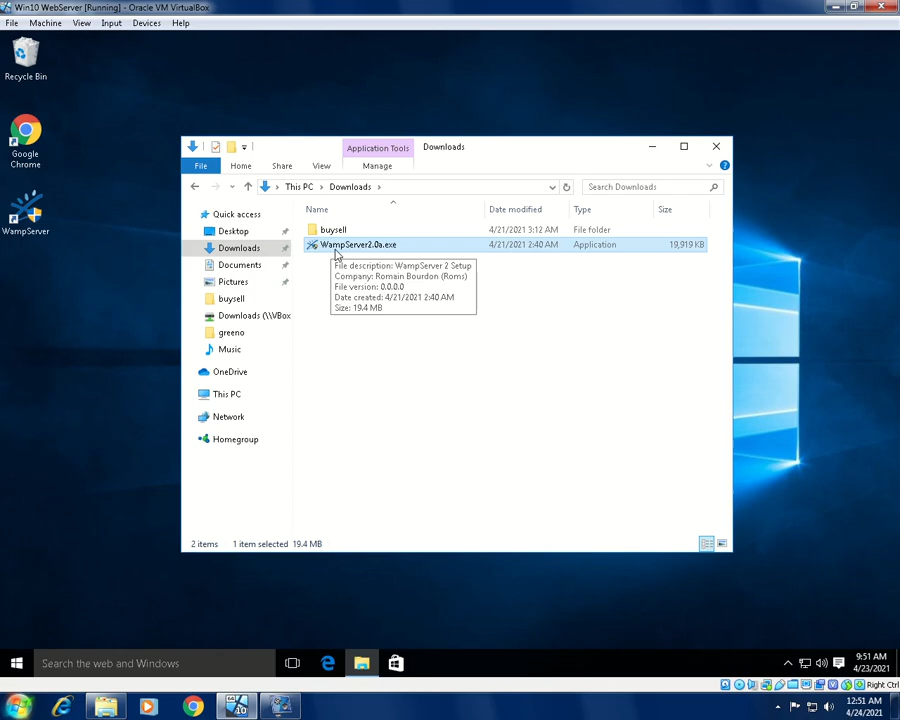 Win10 WebServer [Running] - Oracle VM VirtualBox
File Machine View Input Devices Help
Recycle Bin
Google
Chrome
WampServer
Application Tools Downloads
File Home Share View Manage
This PC Downloads Search Downloads
Name Date modified Type Size
Quick access
Desktop
Downloads
Documents
Pictures
buysell
Downloads (\\VBox
greeno
Music
OneDrive
This PC
Network
Homegroup
buysell 4/21/2021 3:12 AM File folder
WampServer2.0a.exe 4/21/2021 2:40 AM Application 19,919 KB
File description: WampServer 2 Setup
Company: Romain Bourdon (Roms)
File version: 0.0.0.0
Date created: 4/21/2021 2:40 AM
Size: 19.4 MB
2 items 1 item selected 19.4 MB
Search the web and Windows
9:51 AM
4/23/2021
Right Ctrl
64
10
12:51 AM
4/24/2021